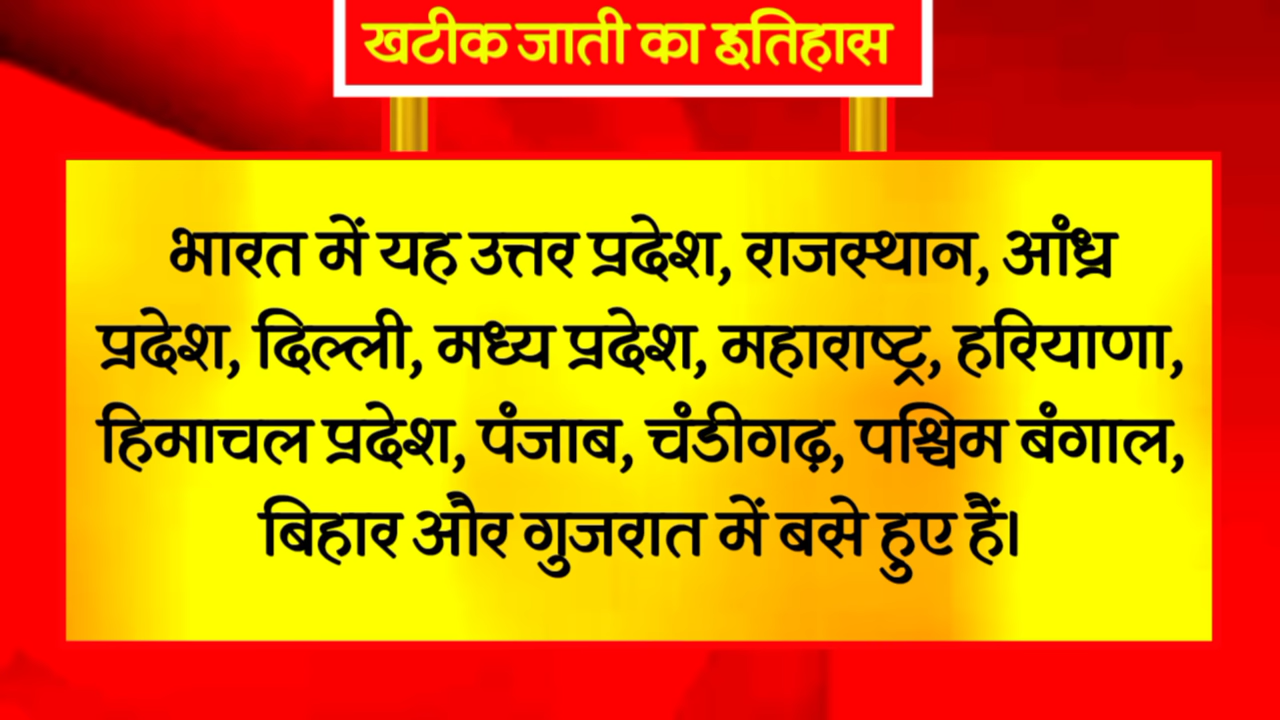 खटीक जाती का इतिहास
भारत में यह उत्तर प्रदेश, राजस्थान, आंध्र
प्रदेश, दिल्ली, मध्य प्रदेश, महाराष्ट्र, हरियाणा,
हिमाचल प्रदेश, पंजाब, चंडीगढ़, पश्चिम बंगाल,
बिहार और गुजरात में बसे हुए हैं।